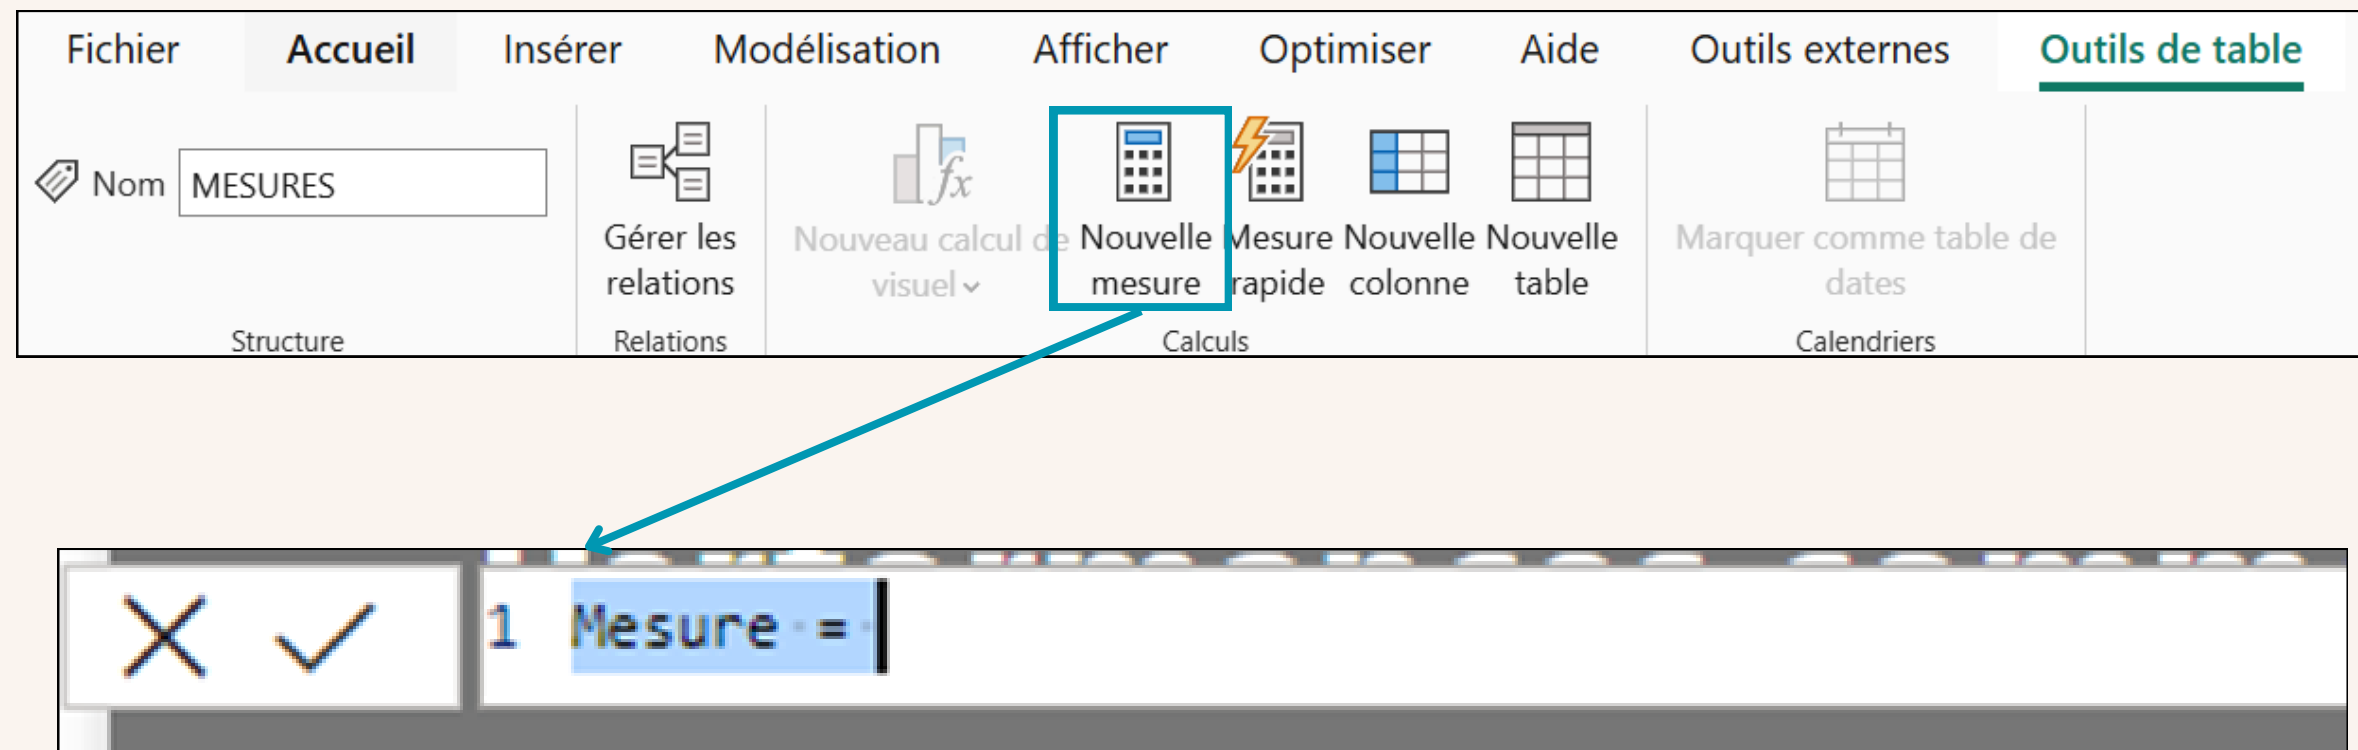 Fichier Accueil Insérer Modélisation Afficher Optimiser Aide Outils externes Outils de table
Nom MESURES
Gérer les relations
Nouveau calcul de visuel
Nouvelle mesure
Mesure rapide
Nouvelle colonne
Nouvelle table
Marquer comme table de dates
Structure Relations Calculs Calendriers
1 Mesure =